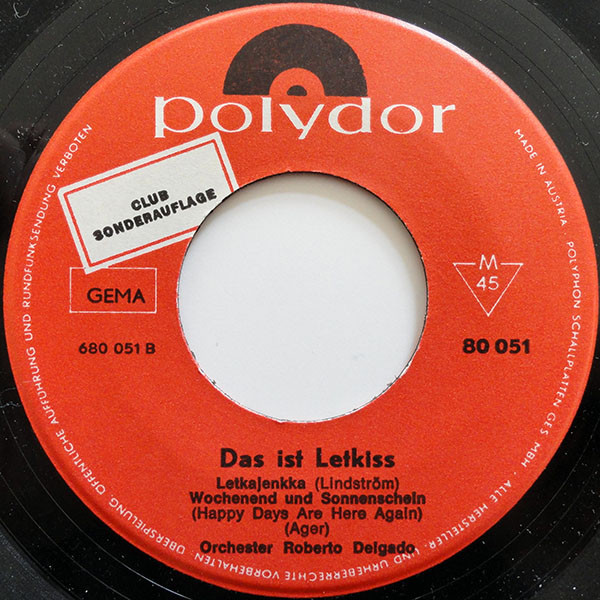 polydor
CLUB
SONDERAUFLAGE
GEMA
M
45
680 051 B
80 051
Das ist Letkiss
Letkajenkka (Lindström)
Wochenend und Sonnenschein
(Happy Days Are Here Again)
(Ager)
Orchester Roberto Delgado
MADE IN AUSTRIA · POLYPHON SCHALLPLATTEN GES MBH · ALLE HERSTELLER- UND URHEBERRECHTE VORBEHALTEN
ÜBERSPIELUNG, ÖFFENTLICHE AUFFÜHRUNG UND RUNDFUNKSENDUNG VERBOTEN